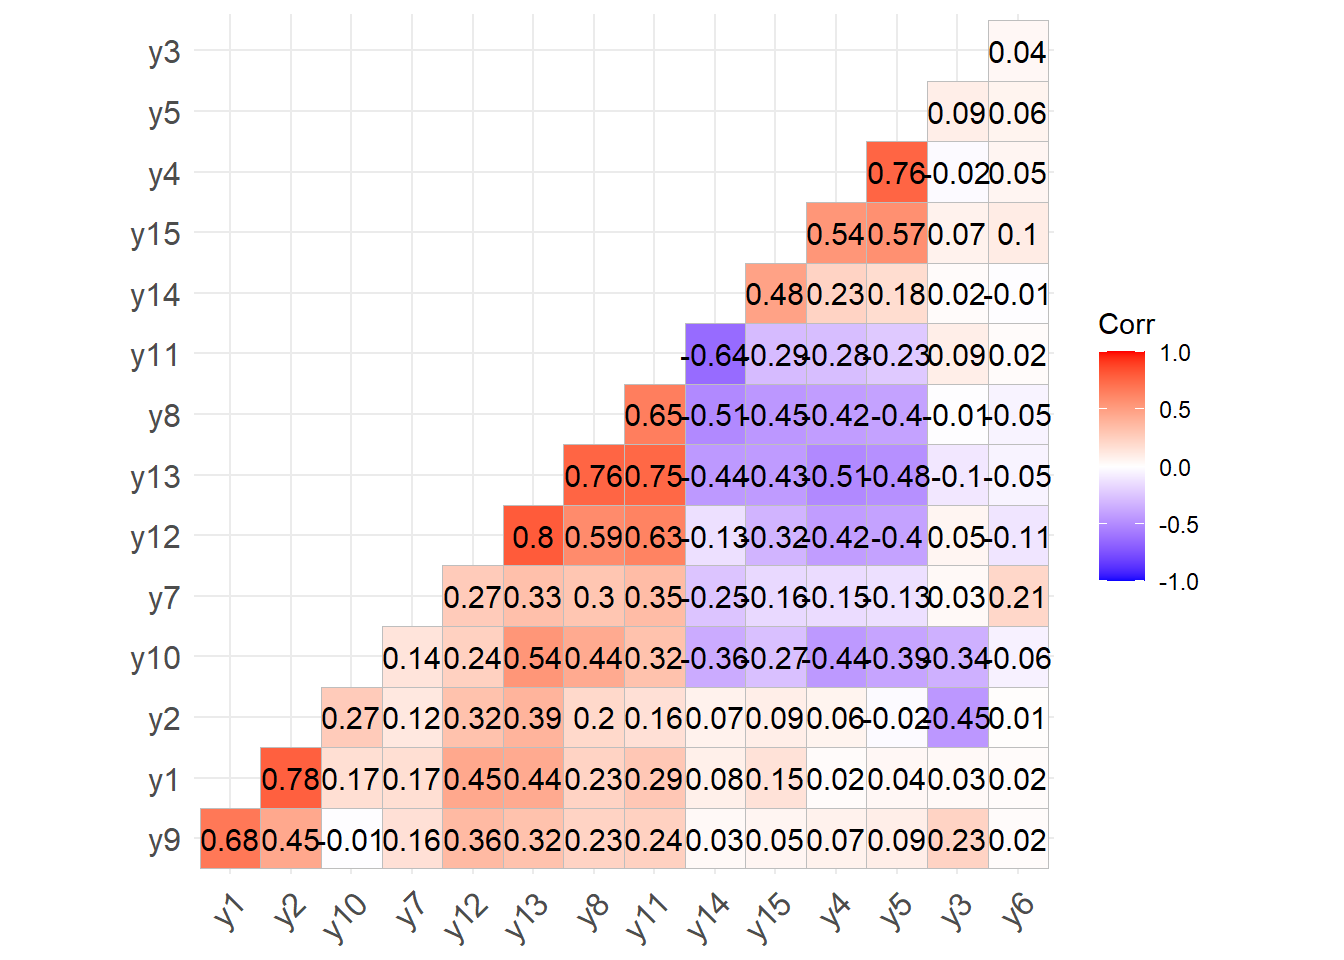 y3 0.04
y5 0.09 0.06
y4 0.76 -0.02 0.05
y15 0.54 0.57 0.07 0.1
y14 0.48 0.23 0.18 0.02 -0.01
y11 -0.64 -0.29 -0.28 -0.23 0.09 0.02
y8 0.65 -0.51 -0.45 -0.42 -0.4 -0.01 -0.05
y13 0.76 0.75 -0.44 -0.43 -0.51 -0.48 -0.1 -0.05
y12 0.8 0.59 0.63 -0.13 -0.32 -0.42 -0.4 0.05 -0.11
y7 0.27 0.33 0.3 0.35 -0.25 -0.16 -0.15 -0.13 0.03 0.21
y10 0.14 0.24 0.54 0.44 0.32 -0.36 -0.27 -0.44 -0.39 -0.34 -0.06
y2 0.27 0.12 0.32 0.39 0.2 0.16 0.07 0.09 0.06 -0.02 -0.45 0.01
y1 0.78 0.17 0.17 0.45 0.44 0.23 0.29 0.08 0.15 0.02 0.04 0.03 0.02
y9 0.68 0.45 -0.01 0.16 0.36 0.32 0.23 0.24 0.03 0.05 0.07 0.09 0.23 0.02
y1 y2 y10 y7 y12 y13 y8 y11 y14 y15 y4 y5 y3 y6
Corr
1.0
0.5
0.0
-0.5
-1.0